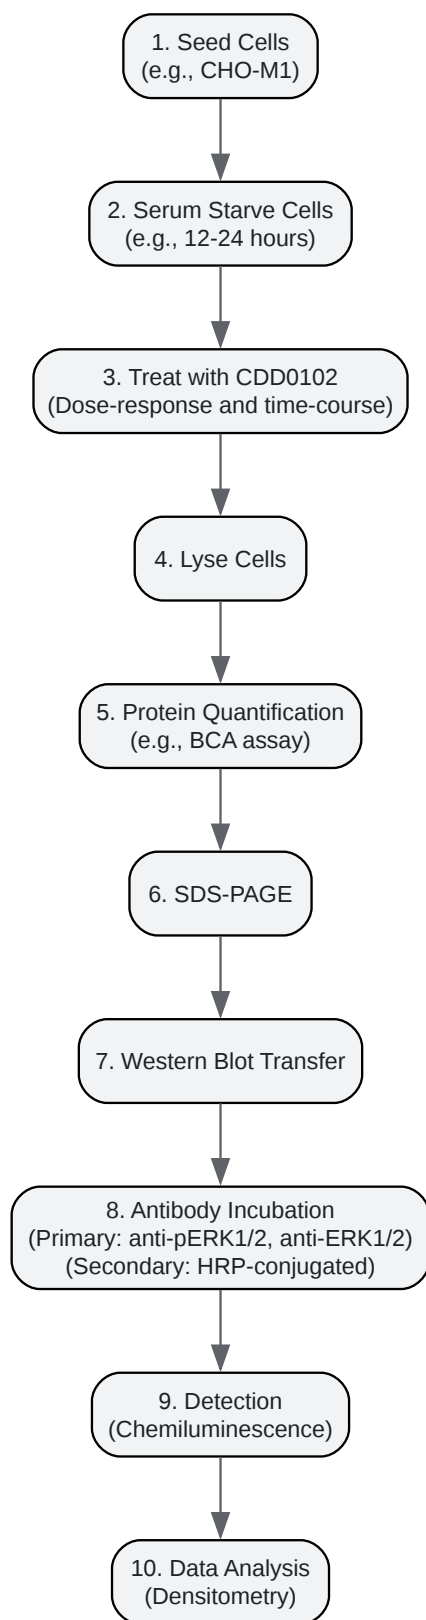 1. Seed Cells
(e.g., CHO-M1)
2. Serum Starve Cells
(e.g., 12-24 hours)
3. Treat with CDD0102
(Dose-response and time-course)
4. Lyse Cells
5. Protein Quantification
(e.g., BCA assay)
6. SDS-PAGE
7. Western Blot Transfer
8. Antibody Incubation
(Primary: anti-pERK1/2, anti-ERK1/2)
(Secondary: HRP-conjugated)
9. Detection
(Chemiluminescence)
10. Data Analysis
(Densitometry)